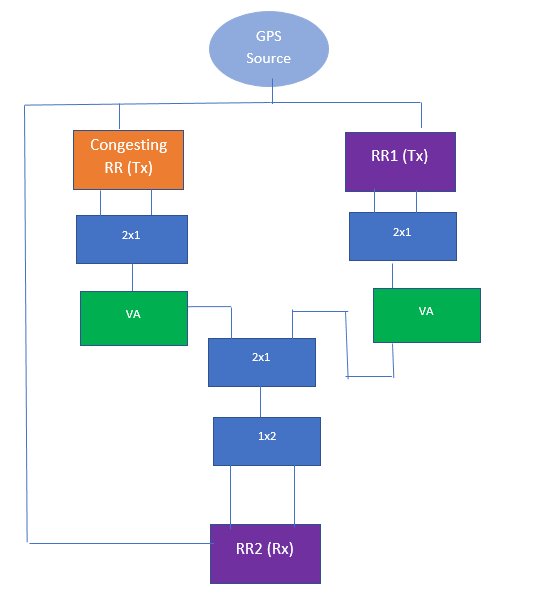 GPS
Source
Congesting
RR (Tx)
RR1 (Tx)
2x1
2x1
VA
VA
2x1
1x2
RR2 (Rx)